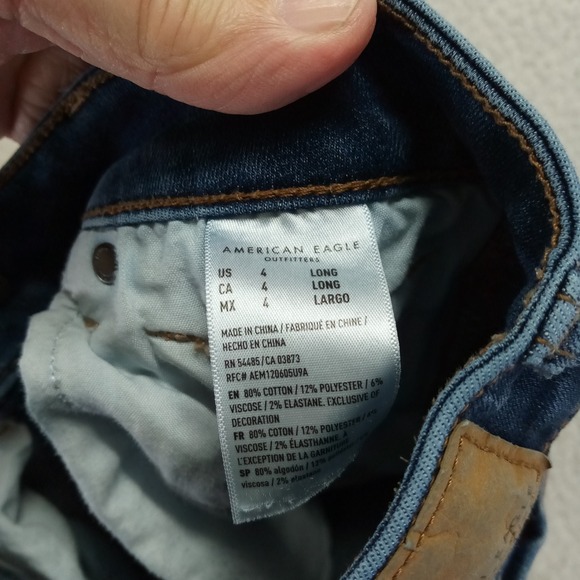 AMERICAN EAGLE
OUTFITTERS
US 4 LONG
CA 4 LONG
MX 4 LARGO
MADE IN CHINA / FABRIQUÉ EN CHINE /
HECHO EN CHINA
RN 54485/CA 03873
RFC# AEM120605U9A
EN 80% COTTON / 12% POLYESTER / 6%
VISCOSE / 2% ELASTANE. EXCLUSIVE OF
DECORATION
FR 80% COTON / 12% POLYESTER / 6%
VISCOSE / 2% ÉLASTHANNE. À
L'EXCEPTION DE LA GARNITURE
SP 80% algodón / 12%
viscosa / 2%